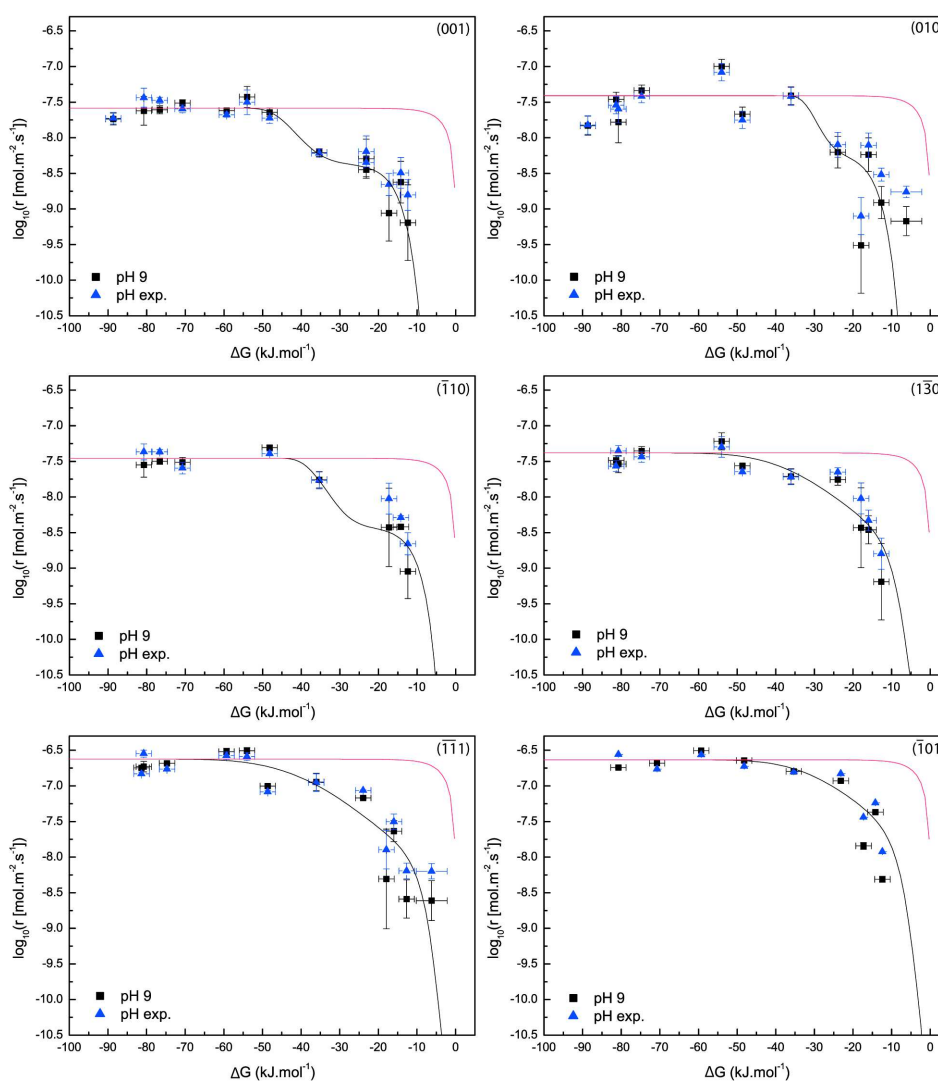 (001)
-6.5
-7.0
-7.5
-8.0
-8.5
-9.0
-9.5
-10.0
-10.5
log₁₀(r [mol.m⁻².s⁻¹])
■ pH 9
▲ pH exp.
-100 -90 -80 -70 -60 -50 -40 -30 -20 -10 0
ΔG (kJ.mol⁻¹)
(010)
-6.5
-7.0
-7.5
-8.0
-8.5
-9.0
-9.5
-10.0
-10.5
log₁₀(r [mol.m⁻².s⁻¹])
■ pH 9
▲ pH exp.
-100 -90 -80 -70 -60 -50 -40 -30 -20 -10 0
ΔG (kJ.mol⁻¹)
(1̅10)
-6.5
-7.0
-7.5
-8.0
-8.5
-9.0
-9.5
-10.0
-10.5
log₁₀(r [mol.m⁻².s⁻¹])
■ pH 9
▲ pH exp.
-100 -90 -80 -70 -60 -50 -40 -30 -20 -10 0
ΔG (kJ.mol⁻¹)
(13̅0)
-6.5
-7.0
-7.5
-8.0
-8.5
-9.0
-9.5
-10.0
-10.5
log₁₀(r [mol.m⁻².s⁻¹])
■ pH 9
▲ pH exp.
-100 -90 -80 -70 -60 -50 -40 -30 -20 -10 0
ΔG (kJ.mol⁻¹)
(1̅1̅1)
-6.5
-7.0
-7.5
-8.0
-8.5
-9.0
-9.5
-10.0
-10.5
log₁₀(r [mol.m⁻².s⁻¹])
■ pH 9
▲ pH exp.
-100 -90 -80 -70 -60 -50 -40 -30 -20 -10 0
ΔG (kJ.mol⁻¹)
(1̅01)
-6.5
-7.0
-7.5
-8.0
-8.5
-9.0
-9.5
-10.0
-10.5
log₁₀(r [mol.m⁻².s⁻¹])
■ pH 9
▲ pH exp.
-100 -90 -80 -70 -60 -50 -40 -30 -20 -10 0
ΔG (kJ.mol⁻¹)